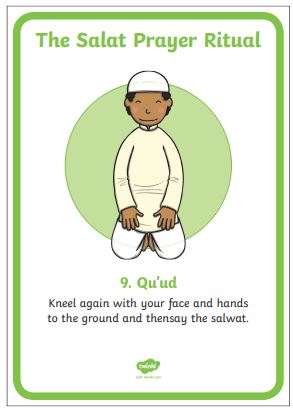 The Salat Prayer Ritual
9. Qu'ud
Kneel again with your face and hands
to the ground and thensay the salwat.
twinkl